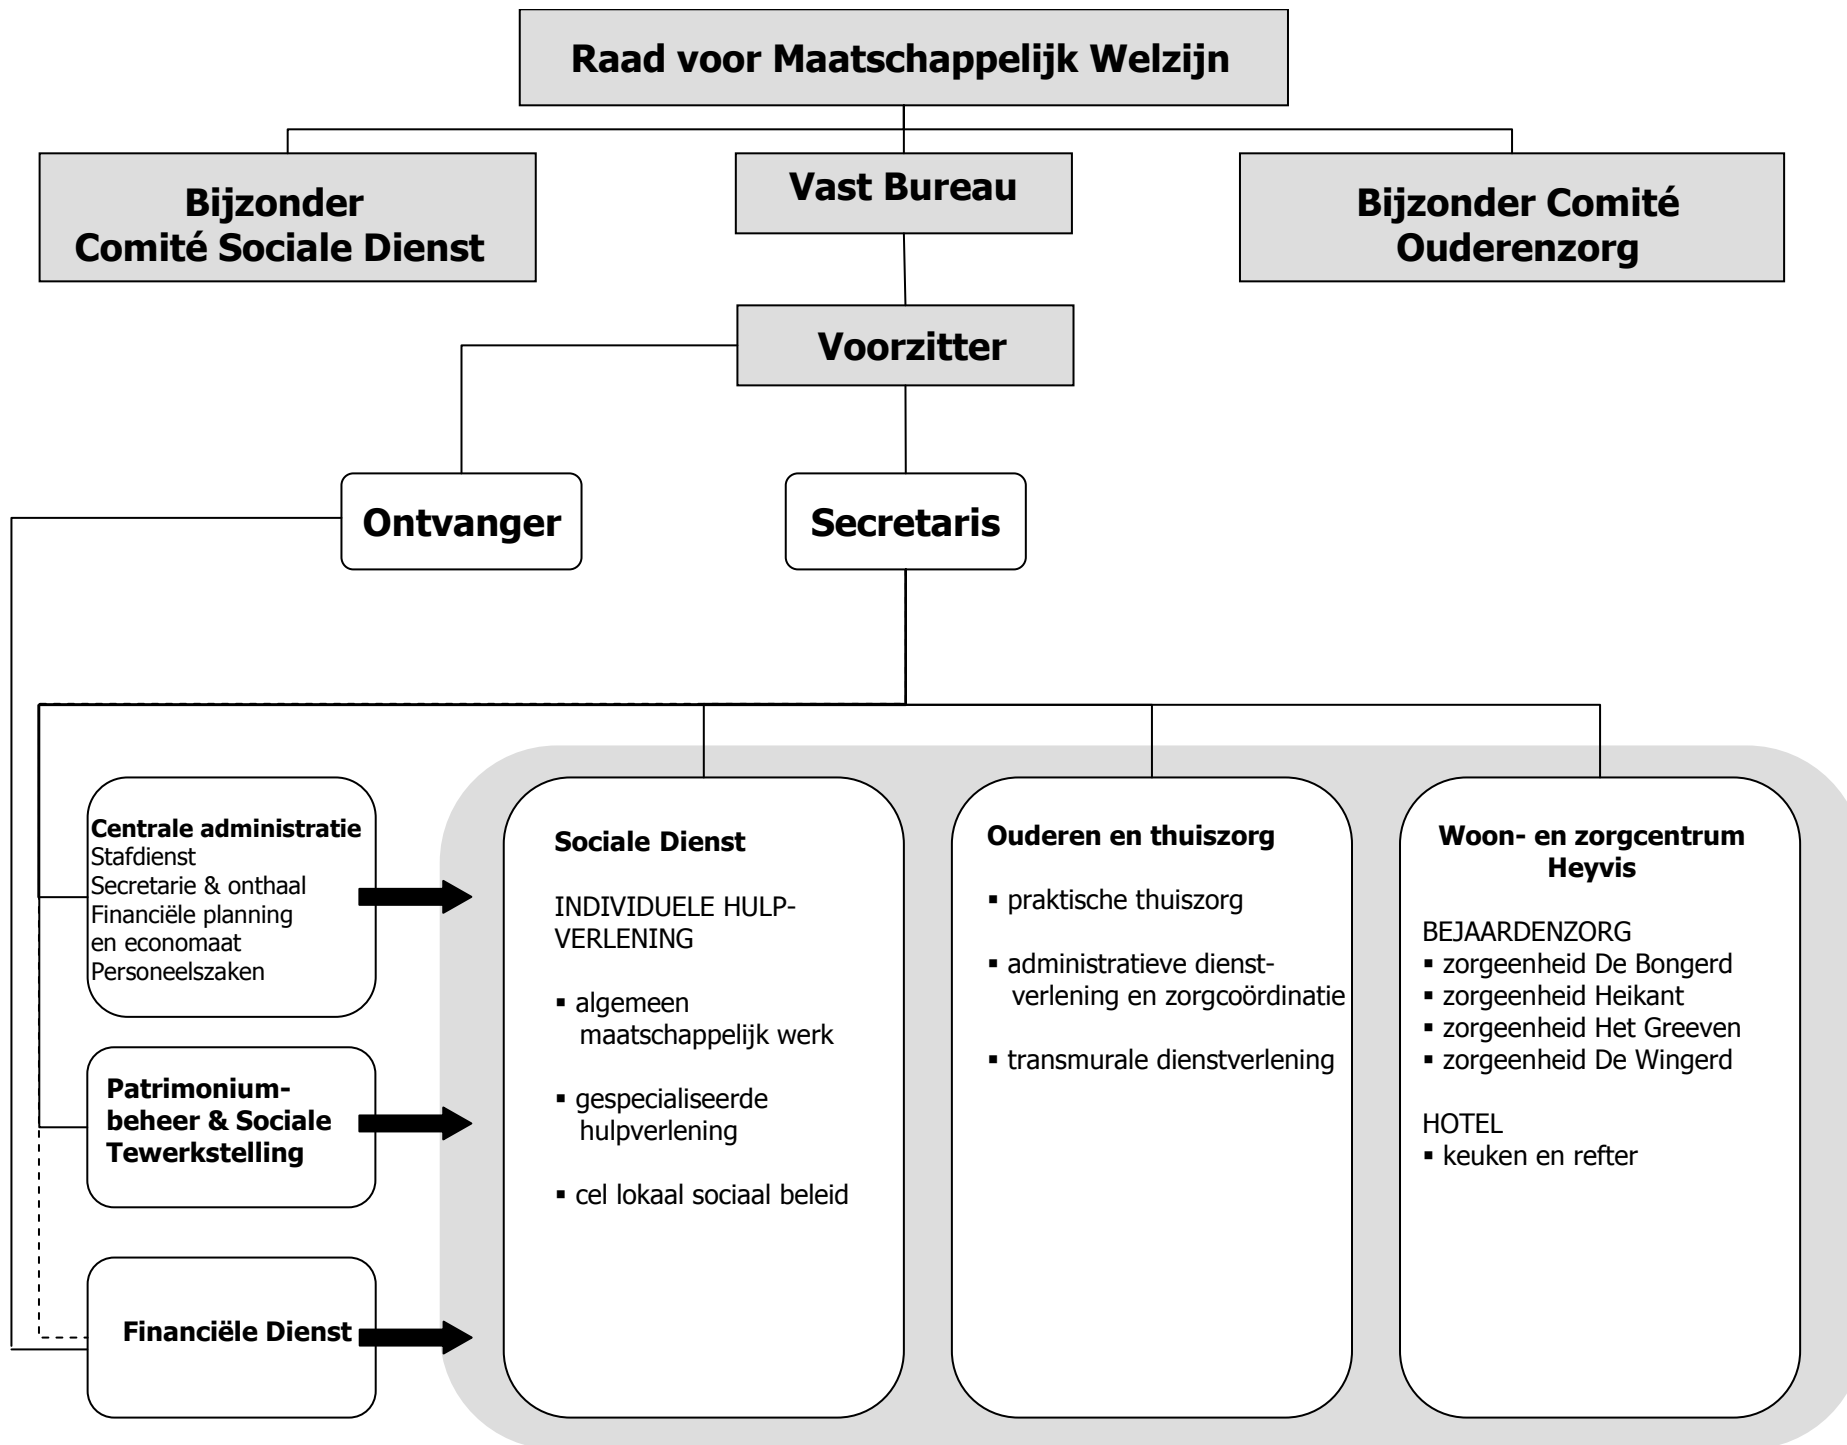 Raad voor Maatschappelijk Welzijn
Bijzonder
Comité Sociale Dienst
Vast Bureau
Bijzonder Comité
Ouderenzorg
Voorzitter
Ontvanger
Secretaris
Centrale administratie
Stafdienst
Secretarie & onthaal
Financiële planning
en economaat
Personeelszaken
Patrimonium-
beheer & Sociale
Tewerkstelling
Financiële Dienst
Sociale Dienst
INDIVIDUELE HULP-
VERLENING
▪ algemeen
maatschappelijk werk
▪ gespecialiseerde
hulpverlening
▪ cel lokaal sociaal beleid
Ouderen en thuiszorg
▪ praktische thuiszorg
▪ administratieve dienst-
verlening en zorgcoördinatie
▪ transmurale dienstverlening
Woon- en zorgcentrum
Heyvis
BEJAARDENZORG
▪ zorgeenheid De Bongerd
▪ zorgeenheid Heikant
▪ zorgeenheid Het Greeven
▪ zorgeenheid De Wingerd
HOTEL
▪ keuken en refter